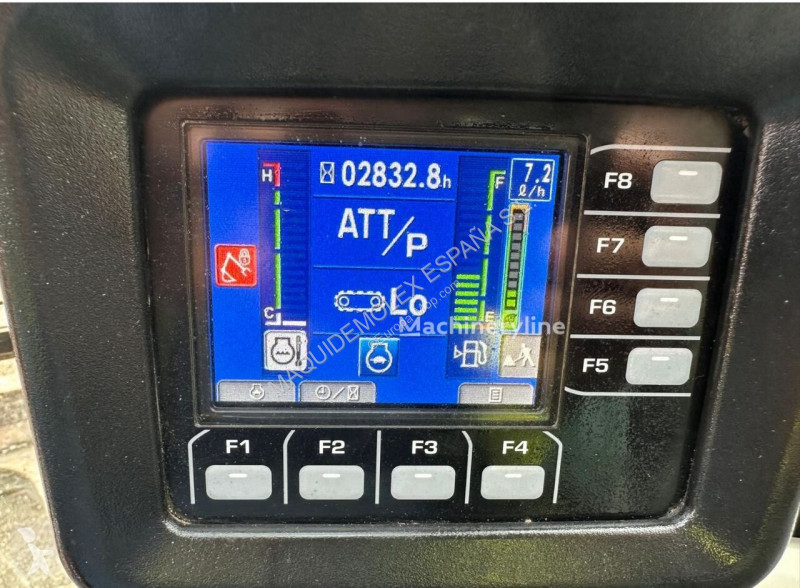 H
02832.8h
F
7.2
ℓ/h
F8
ATT/P
F7
Lo
C
E
F6
F5
F1
F2
F3
F4
MAQUIDEMOLEX ESPAÑA S
Machineryline